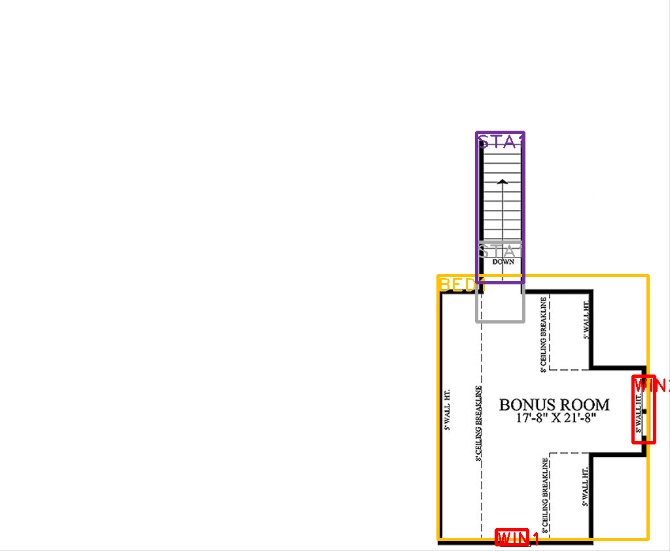 STA1
STA
DOWN
BED1
5' WALL HT.
8' CEILING BREAKLINE
8' CEILING BREAKLINE
5' WALL HT.
BONUS ROOM
17'-8" X 21'-8"
WIN
8' WALL HT.
8' CEILING BREAKLINE
5' WALL HT.
WIN1